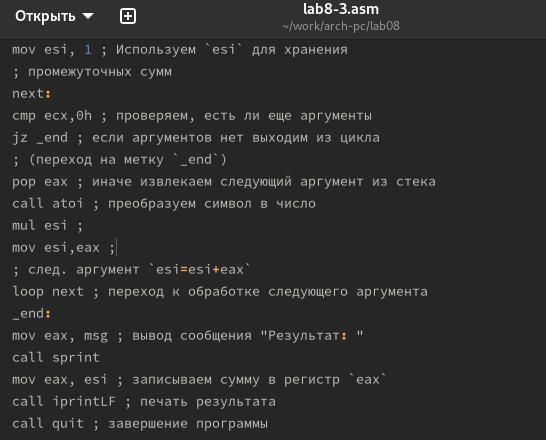 Открыть
lab8-3.asm
~/work/arch-pc/lab08
mov esi, 1 ; Используем `esi` для хранения
; промежуточных сумм
next:
cmp ecx,0h ; проверяем, есть ли еще аргументы
jz _end ; если аргументов нет выходим из цикла
; (переход на метку `_end`)
pop eax ; иначе извлекаем следующий аргумент из стека
call atoi ; преобразуем символ в число
mul esi ;
mov esi,eax ;
; след. аргумент `esi=esi+eax`
loop next ; переход к обработке следующего аргумента
_end:
mov eax, msg ; вывод сообщения "Результат: "
call sprint
mov eax, esi ; записываем сумму в регистр `eax`
call iprintLF ; печать результата
call quit ; завершение программы